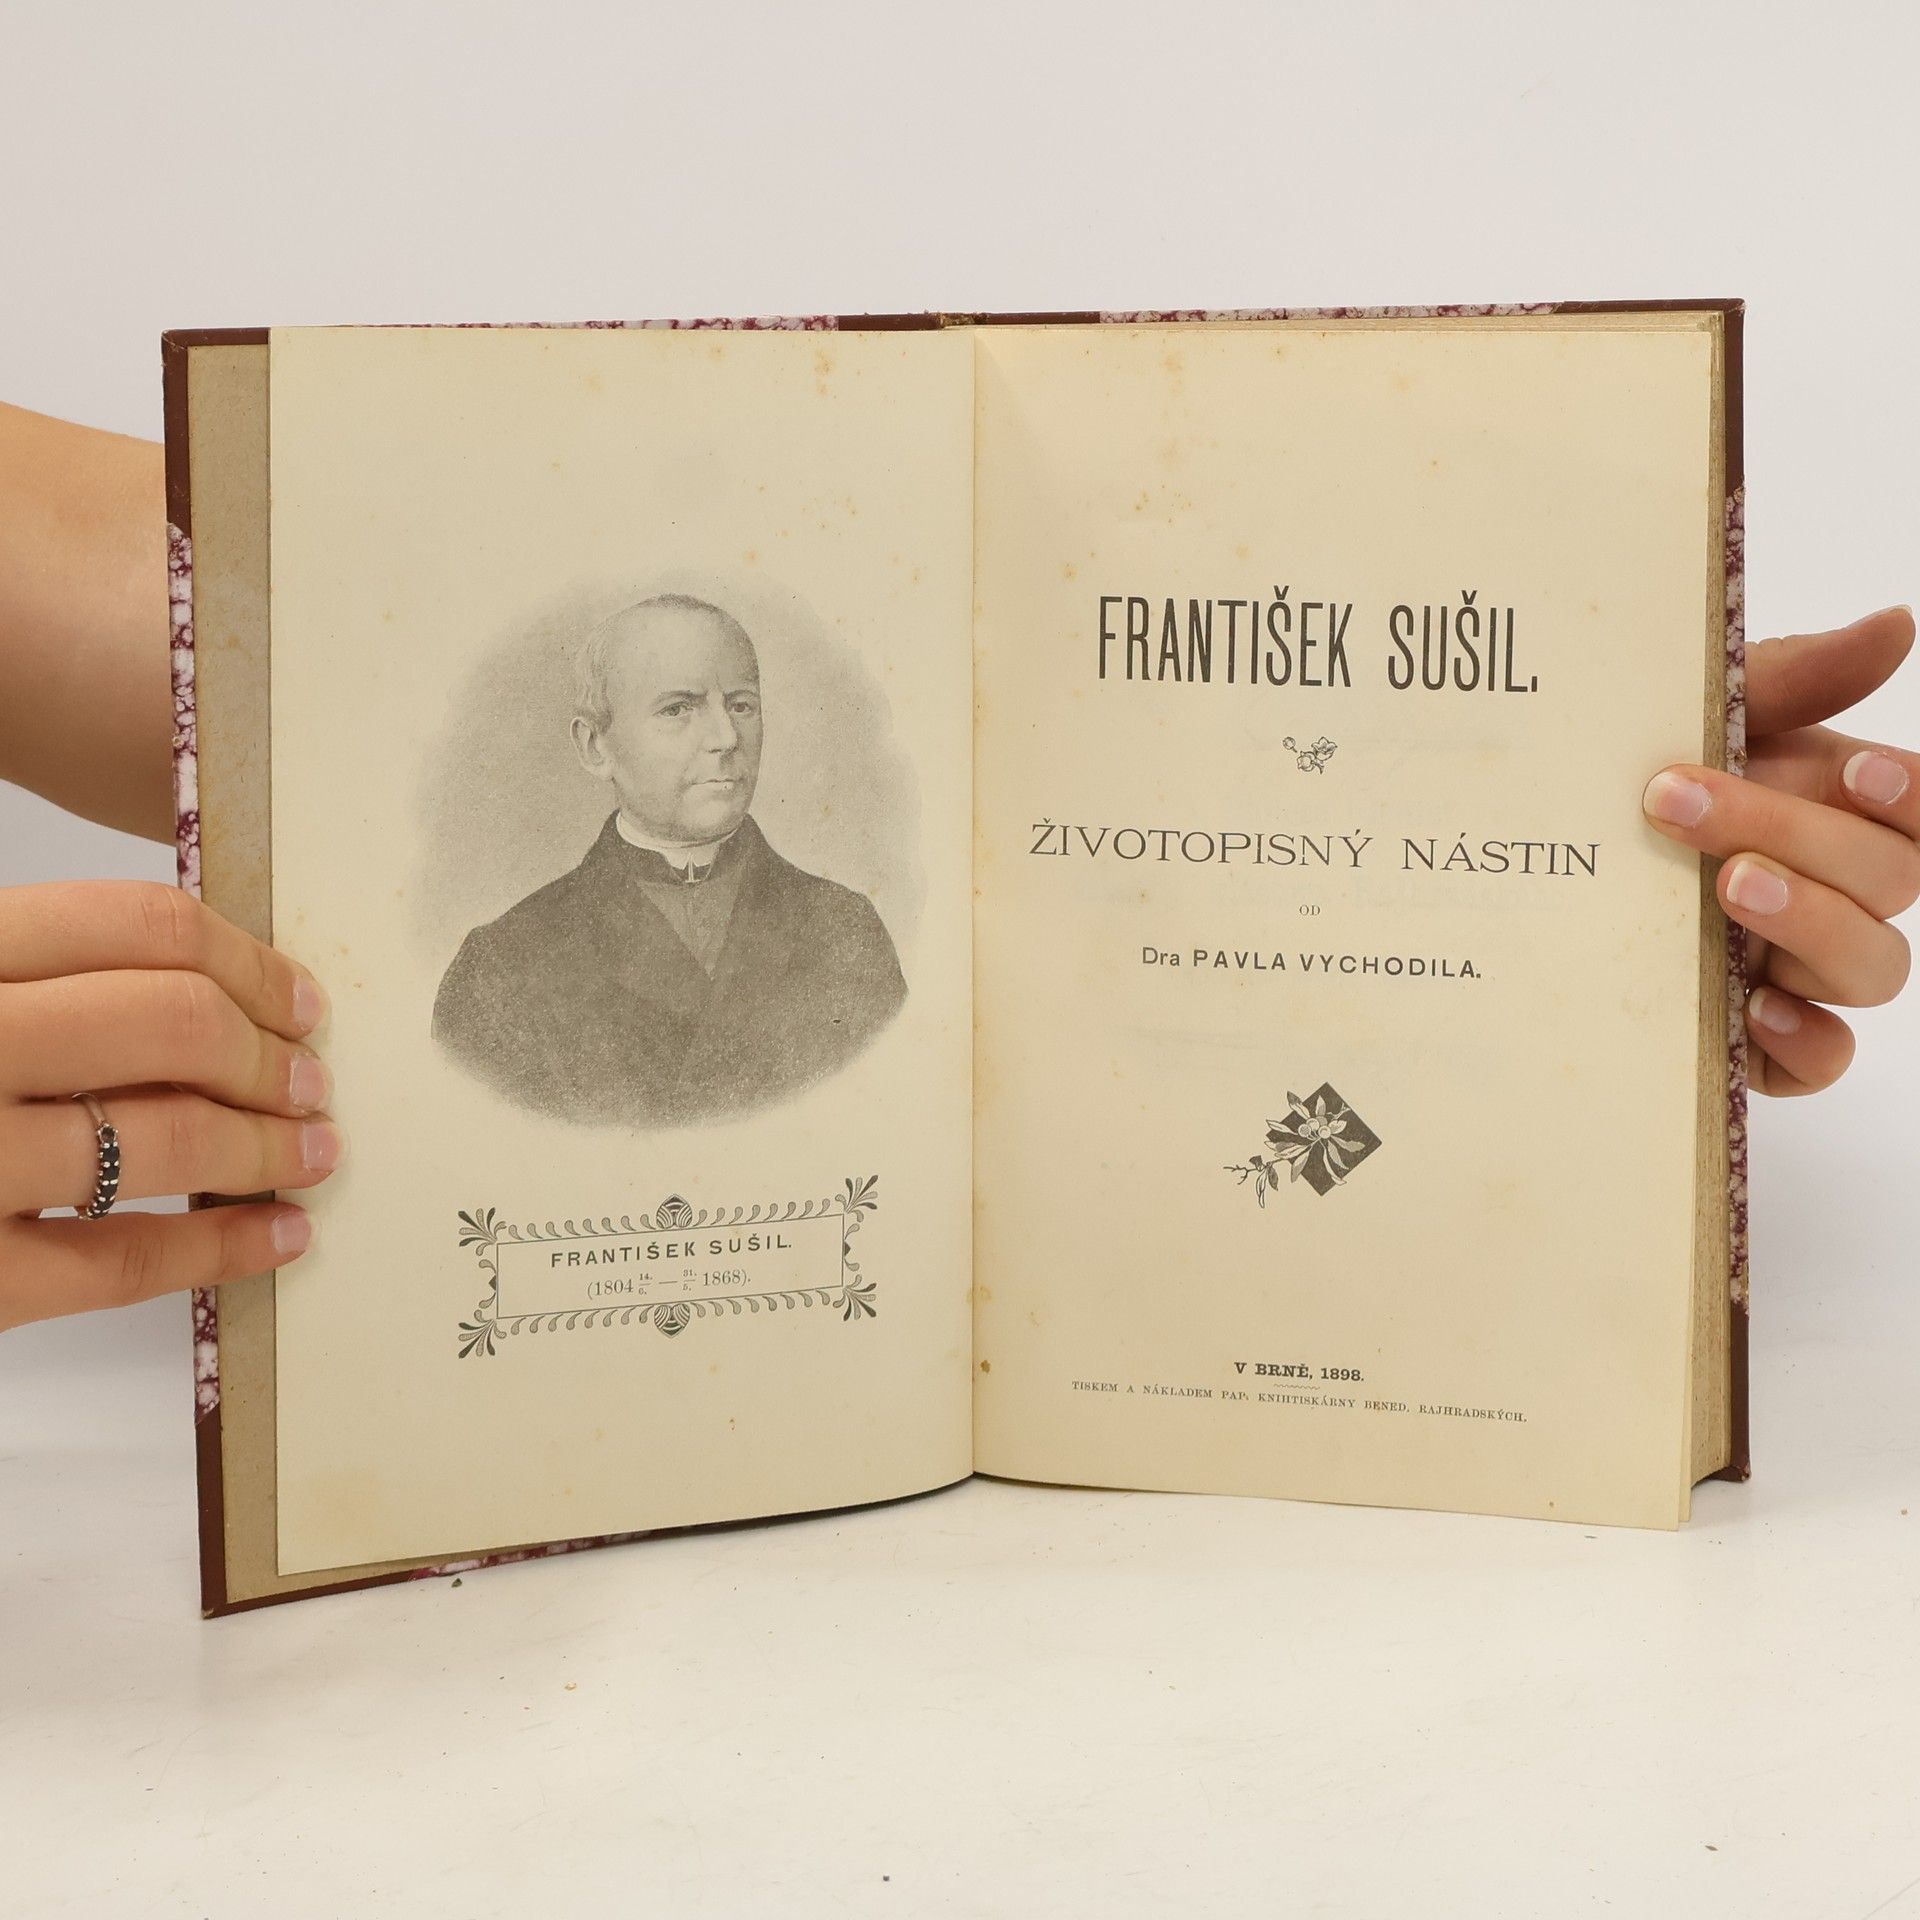 FRANTIŠEK SUŠIL.
(1804 14./6. — 31./5. 1868).
FRANTIŠEK SUŠIL.
ŽIVOTOPISNÝ NÁSTIN
OD
Dra PAVLA VYCHODILA.
V BRNĚ, 1898.
TISKEM A NÁKLADEM PAP. KNIHTISKÁRNY BENED. RAJHRADSKÝCH.